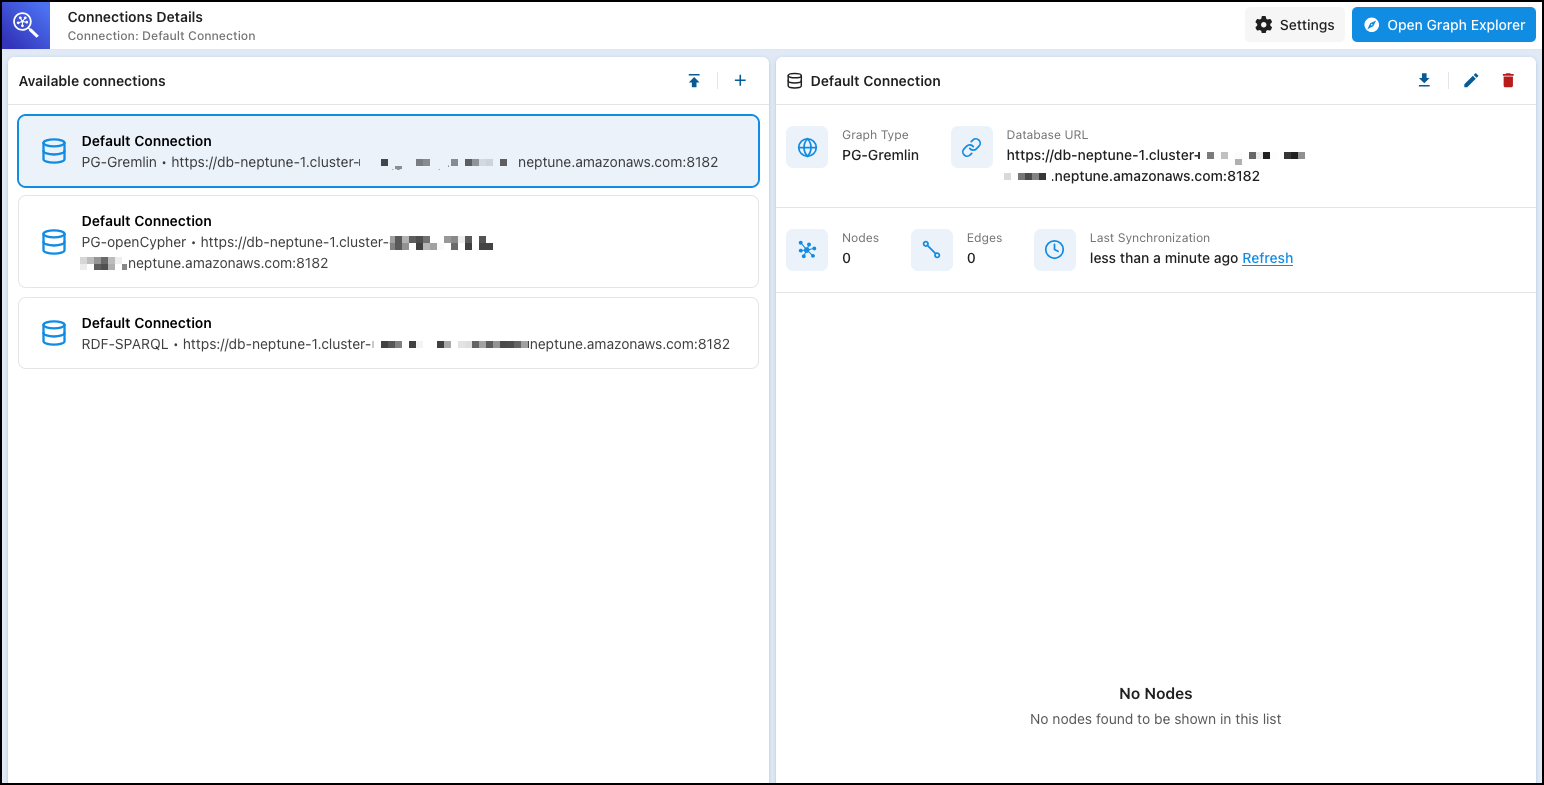 Connections Details
Connection: Default Connection
Settings
Open Graph Explorer
Available connections
Default Connection
PG-Gremlin • https://db-neptune-1.cluster-
neptune.amazonaws.com:8182
Default Connection
PG-openCypher • https://db-neptune-1.cluster-
.neptune.amazonaws.com:8182
Default Connection
RDF-SPARQL • https://db-neptune-1.cluster-
neptune.amazonaws.com:8182
Default Connection
Graph Type
PG-Gremlin
Database URL
https://db-neptune-1.cluster-
.neptune.amazonaws.com:8182
Nodes
0
Edges
0
Last Synchronization
less than a minute ago Refresh
No Nodes
No nodes found to be shown in this list